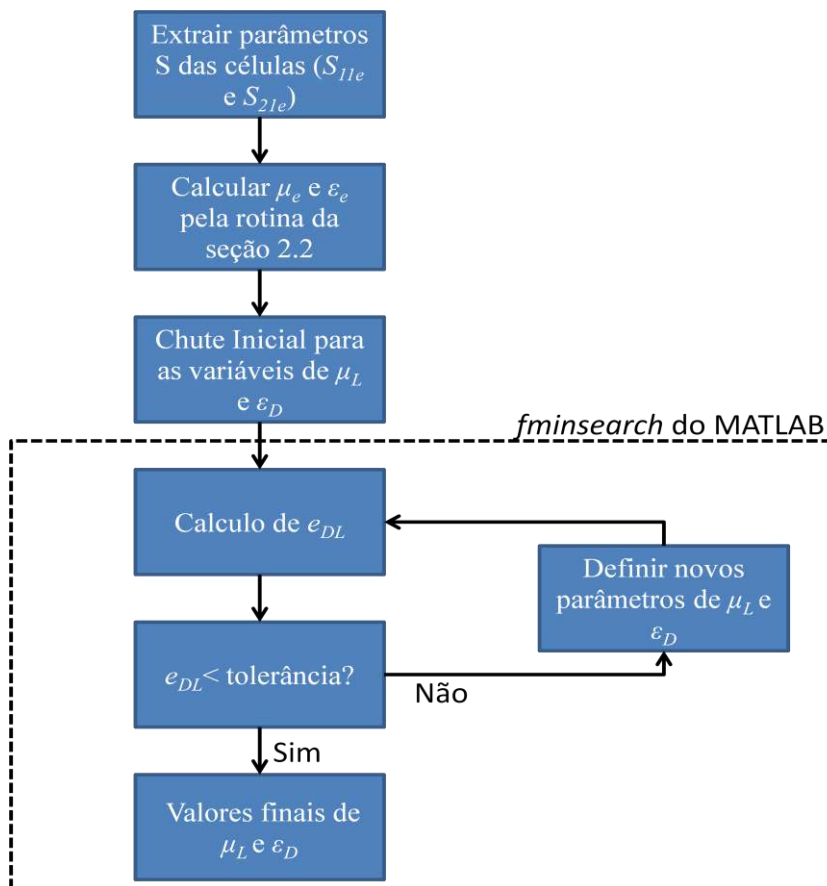 Extrair parâmetros
S das células (S11e
e S21e)
Calcular μe e εe
pela rotina da
seção 2.2
Chute Inicial para
as variáveis de μL
e εD
fminsearch do MATLAB
Calculo de eDL
Definir novos
parâmetros de μL e
εD
eDL< tolerância?
Não
Sim
Valores finais de
μL e εD